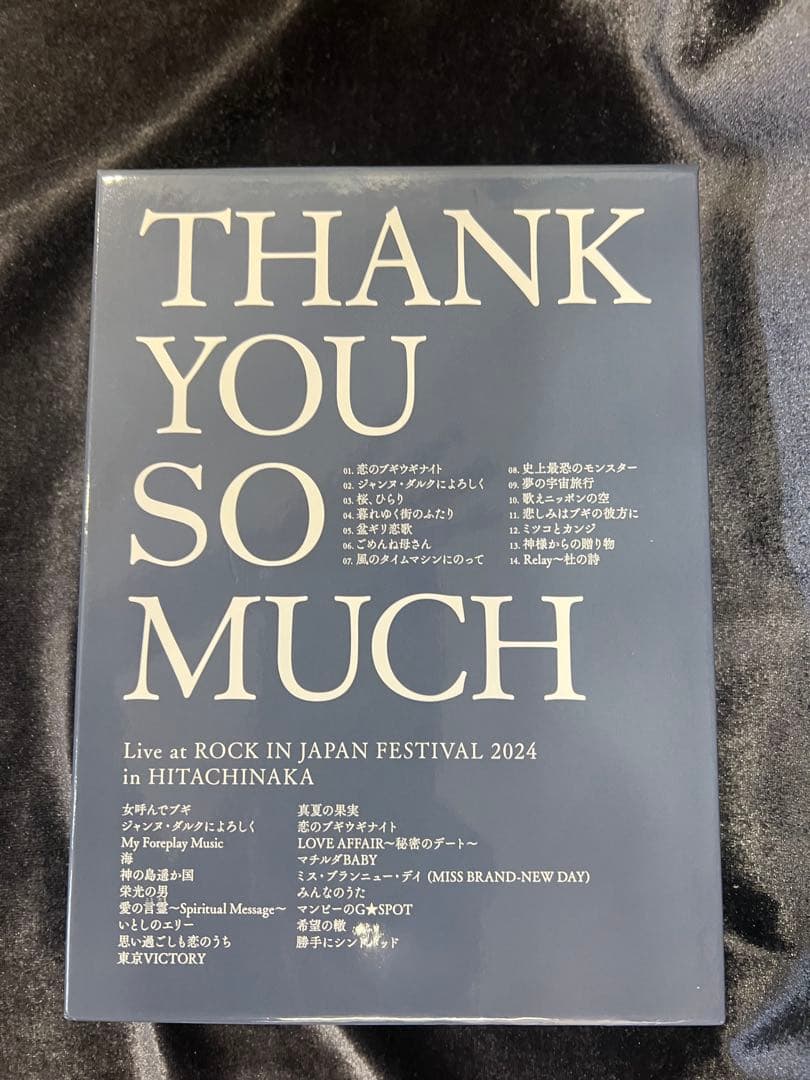 THANK
YOU
SO
MUCH
01. 恋のブギウギナイト
02. ジャンヌ・ダルクによろしく
03. 桜、ひらり
04. 暮れゆく街のふたり
05. 盆ギリ恋歌
06. ごめんね母さん
07. 風のタイムマシンにのって
08. 史上最恐のモンスター
09. 夢の宇宙旅行
10. 歌えニッポンの空
11. 悲しみはブギの彼方に
12. ミツコとカンジ
13. 神様からの贈り物
14. Relay〜杜の詩
Live at ROCK IN JAPAN FESTIVAL 2024
in HITACHINAKA
女呼んでブギ
ジャンヌ・ダルクによろしく
My Foreplay Music
海
神の島遥か国
栄光の男
愛の言霊〜Spiritual Message〜
いとしのエリー
思い過ごしも恋のうち
東京VICTORY
真夏の果実
恋のブギウギナイト
LOVE AFFAIR〜秘密のデート〜
マチルダBABY
ミス・ブランニュー・デイ (MISS BRAND-NEW DAY)
みんなのうた
マンピーのG★SPOT
希望の轍
勝手にシンドバッド